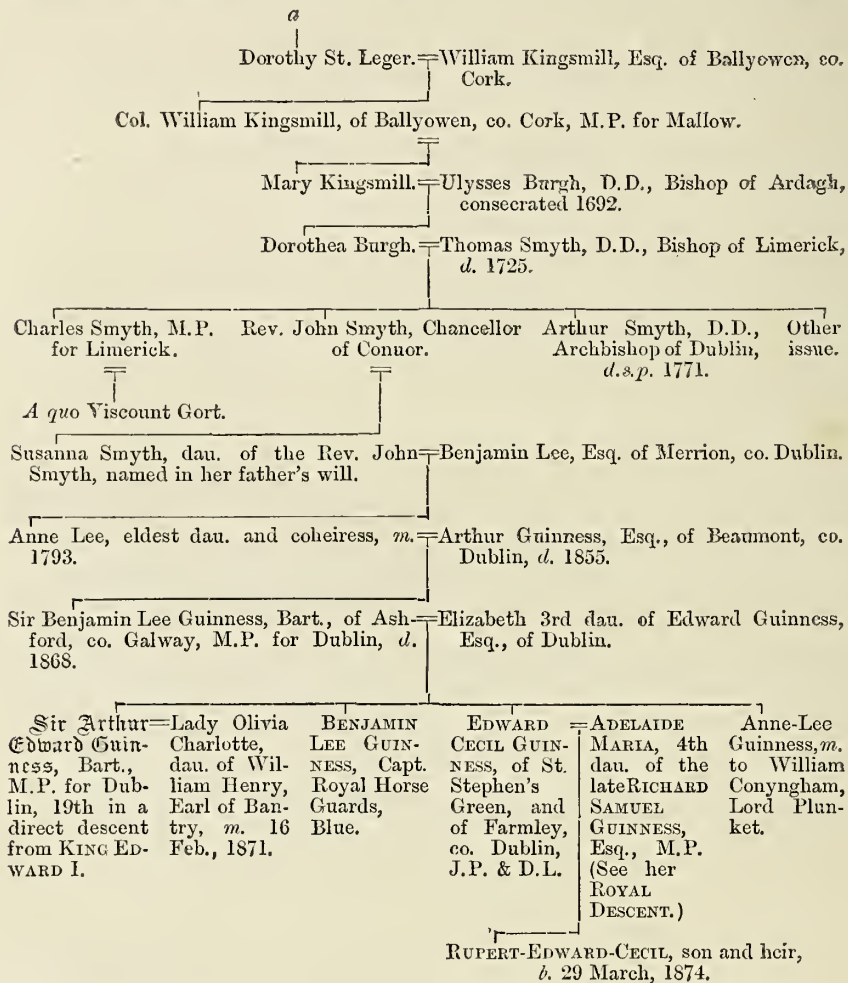 a
Dorothy St. Leger. William Kingsmill, Esq. of Ballyowen, co.
Cork.
Col. William Kingsmill, of Ballyowen, co. Cork, M.P. for Mallow.
Mary Kingsmill. Ulysses Burgh, D.D., Bishop of Ardagh,
consecrated 1692.
Dorothea Burgh. Thomas Smyth, D.D., Bishop of Limerick,
d. 1725.
Charles Smyth, M.P.
for Limerick.
Rev. John Smyth, Chancellor
of Connor.
Arthur Smyth, D.D.,
Archbishop of Dublin,
d.s.p. 1771.
Other
issue.
A quo Viscount Gort.
Susanna Smyth, dau. of the Rev. John
Smyth, named in her father's will.
Benjamin Lee, Esq. of Merrion, co. Dublin.
Anne Lee, eldest dau. and coheiress, m.
1793.
Arthur Guinness, Esq., of Beaumont, co.
Dublin, d. 1855.
Sir Benjamin Lee Guinness, Bart., of Ash-
ford, co. Galway, M.P. for Dublin, d.
1868.
Elizabeth 3rd dau. of Edward Guinness,
Esq., of Dublin.
Sir Arthur
Edward Guin-
ness, Bart.,
M.P. for Dub-
lin, 19th in a
direct descent
from KING ED-
WARD I.
Lady Olivia
Charlotte,
dau. of Wil-
liam Henry,
Earl of Ban-
try, m. 16
Feb., 1871.
BENJAMIN
LEE GUIN-
NESS, Capt.
Royal Horse
Guards,
Blue.
EDWARD
CECIL GUIN-
NESS, of St.
Stephen's
Green, and
of Farmley,
co. Dublin,
J.P. & D.L.
ADELAIDE
MARIA, 4th
dau. of the
late RICHARD
SAMUEL
GUINNESS,
Esq., M.P.
(See her
ROYAL
DESCENT.)
Anne-Lee
Guinness, m.
to William
Conyngham,
Lord Plun-
ket.
RUPERT-EDWARD-CECIL, son and heir,
b. 29 March, 1874.